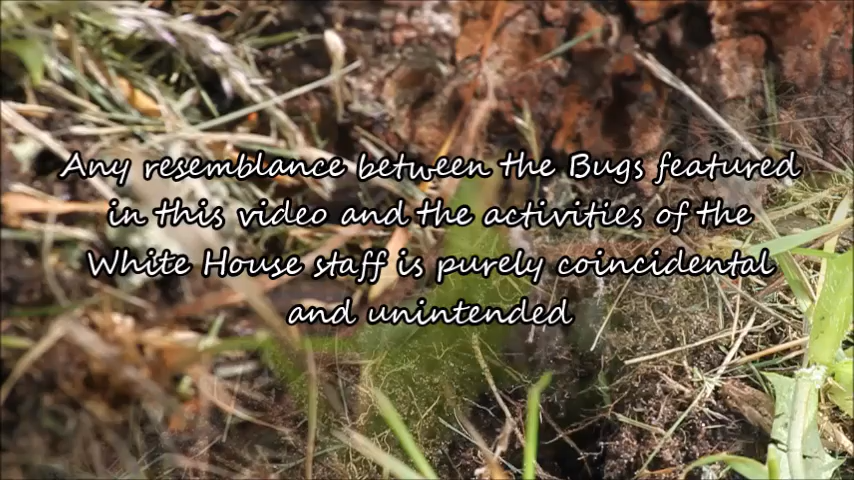 Any resemblance between the Bugs featured
in this video and the activities of the
White House staff is purely coincidental
and unintended